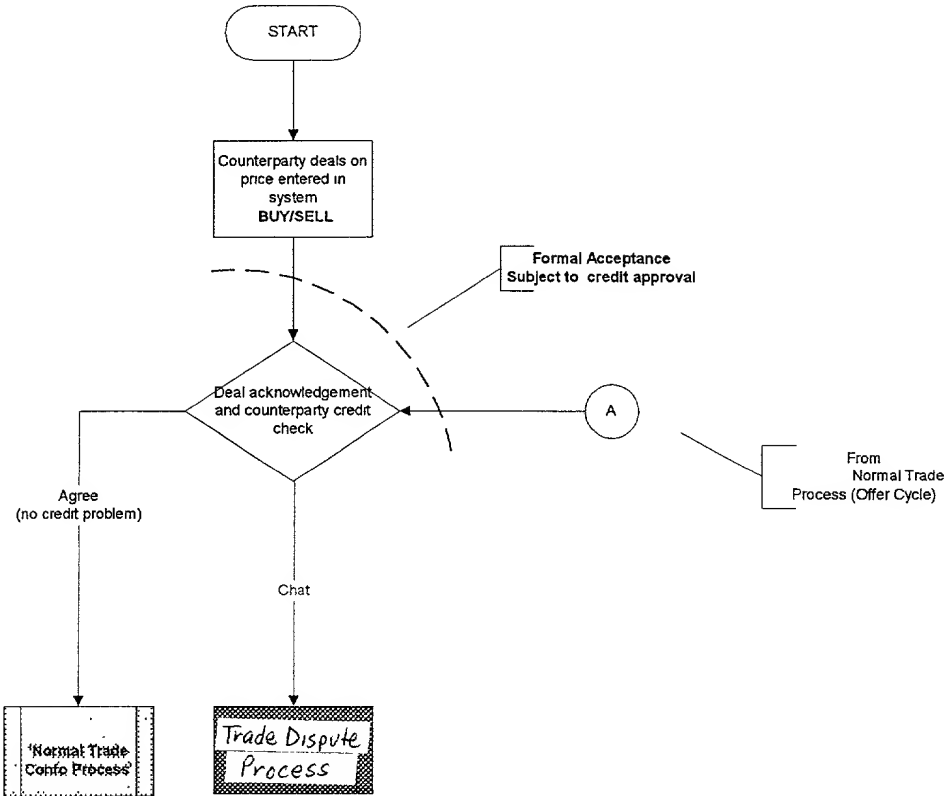 START
Counterparty deals on
price entered in
system
BUY/SELL
Formal Acceptance
Subject to credit approval
Deal acknowledgement
and counterparty credit
check
A
From
Normal Trade
Process (Offer Cycle)
Agree
(no credit problem)
Chat
'Normal Trade
Confo Process'
Trade Dispute
Process